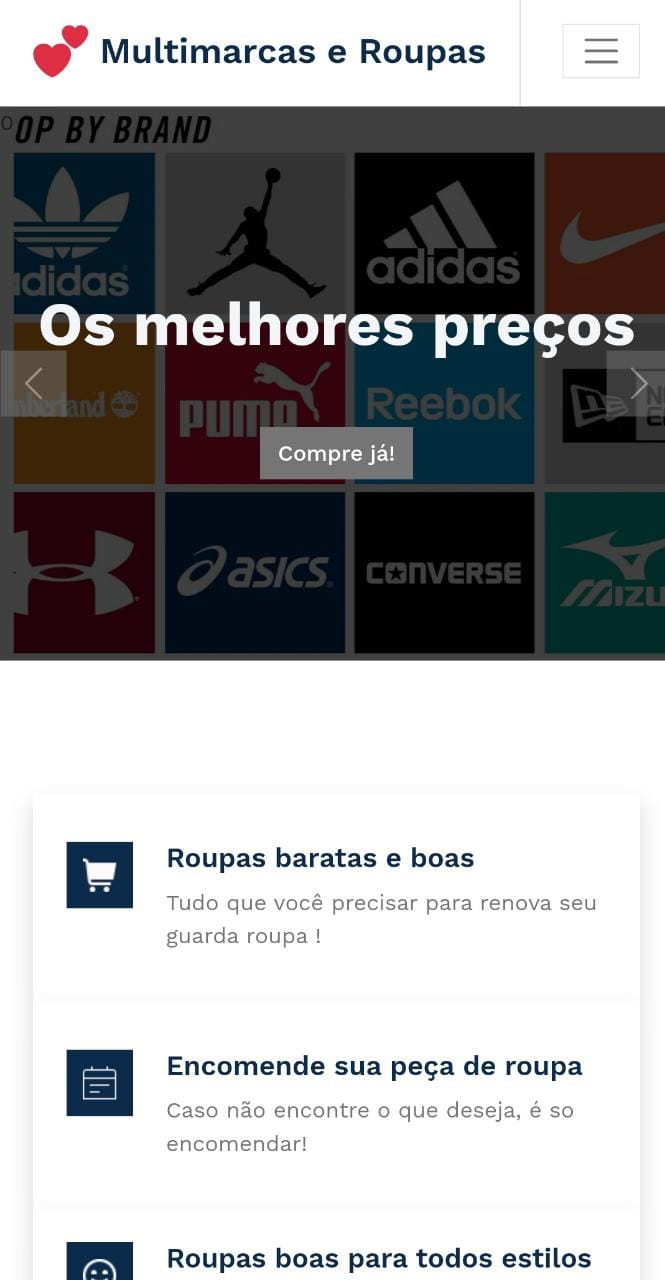 Multimarcas e Roupas
OP BY BRAND
adidas
adidas
Os melhores preços
nberland
PUMA
Reebok
Compre já!
asics
CONVERSE
MIZU
Roupas baratas e boas
Tudo que você precisar para renova seu
guarda roupa !
Encomende sua peça de roupa
Caso não encontre o que deseja, é so
encomendar!
Roupas boas para todos estilos